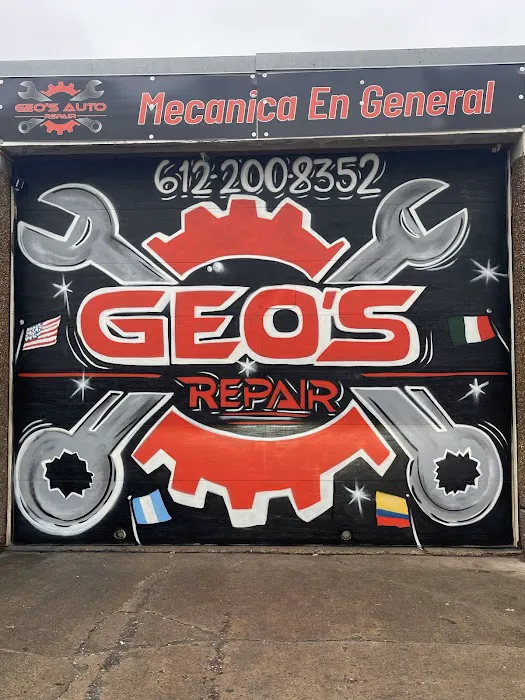 GEO'S AUTO
REPAIR
Mecanica En General
612-200-8352
GEO'S
REPAIR